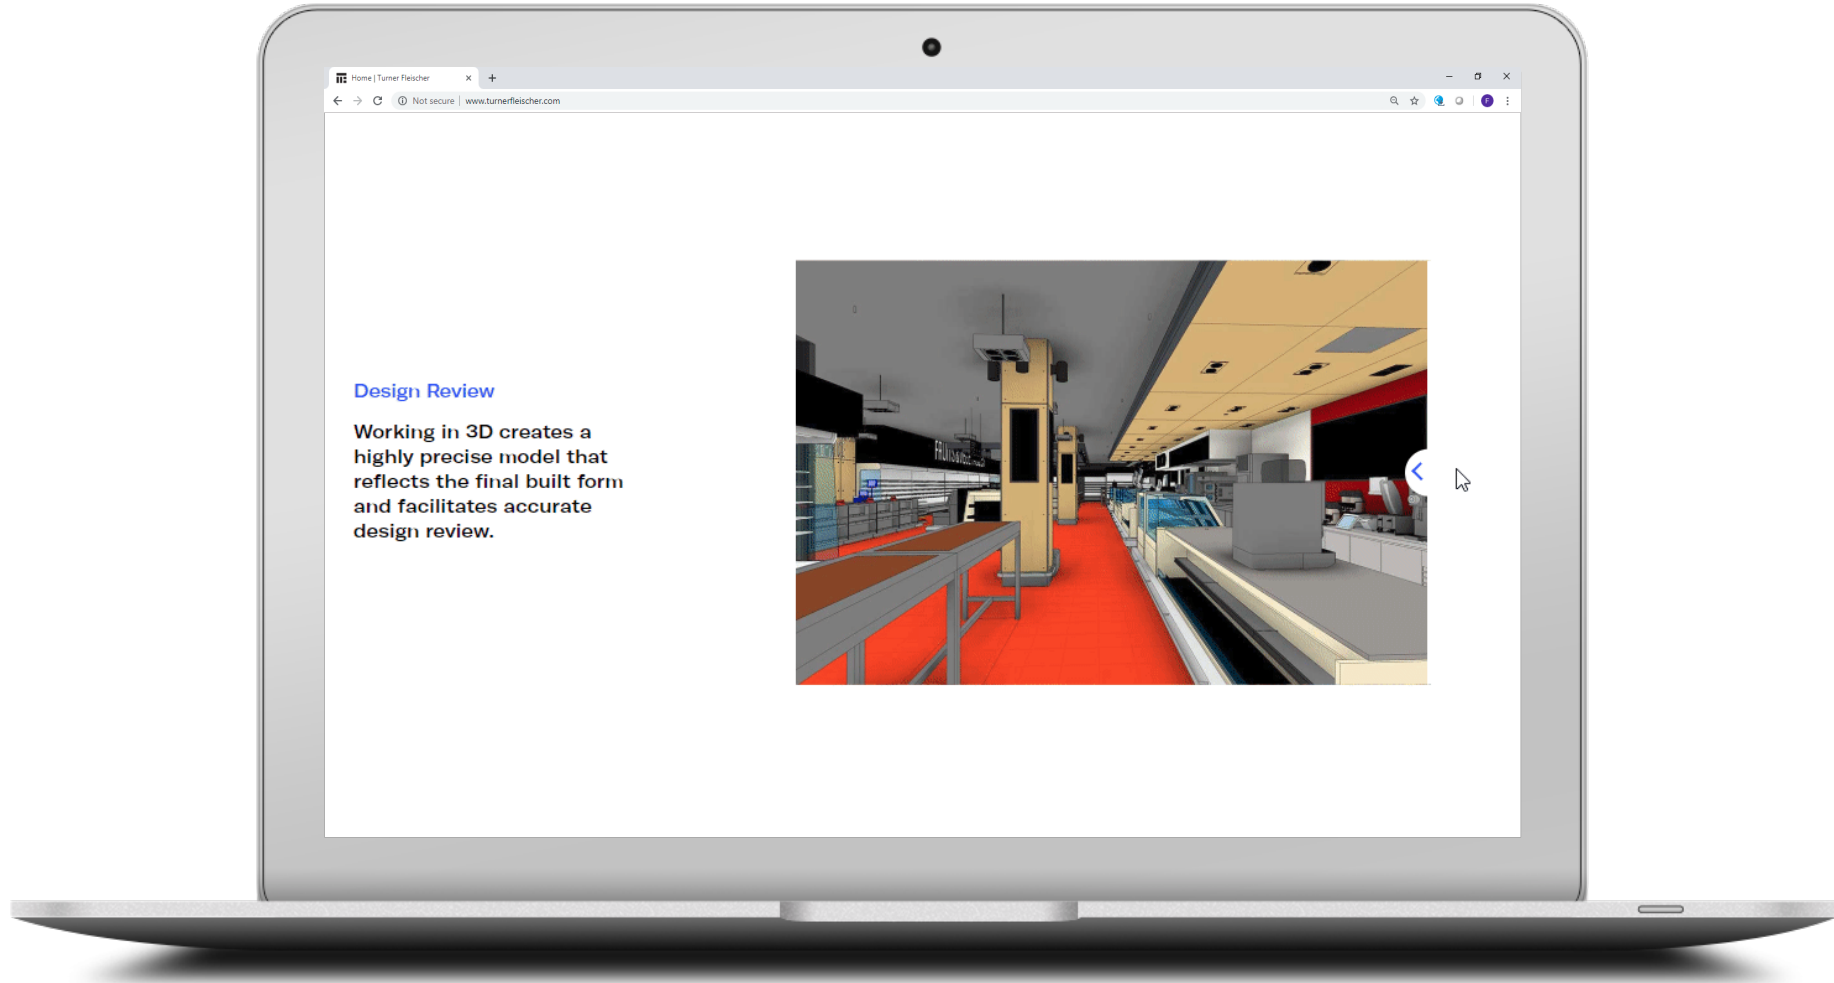 Home | Turner Fleischer
Not secure | www.turnerfleischer.com
F
Design Review
Working in 3D creates a
highly precise model that
reflects the final built form
and facilitates accurate
design review.